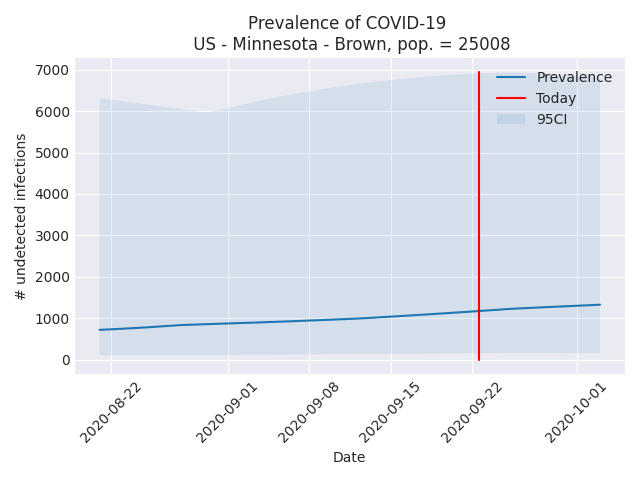 Prevalence of COVID-19
US - Minnesota - Brown, pop. = 25008
7000
6000
5000
4000
3000
2000
1000
0
# undetected infections
Prevalence
Today
95CI
2020-08-22
2020-09-01
2020-09-08
2020-09-15
2020-09-22
2020-10-01
Date